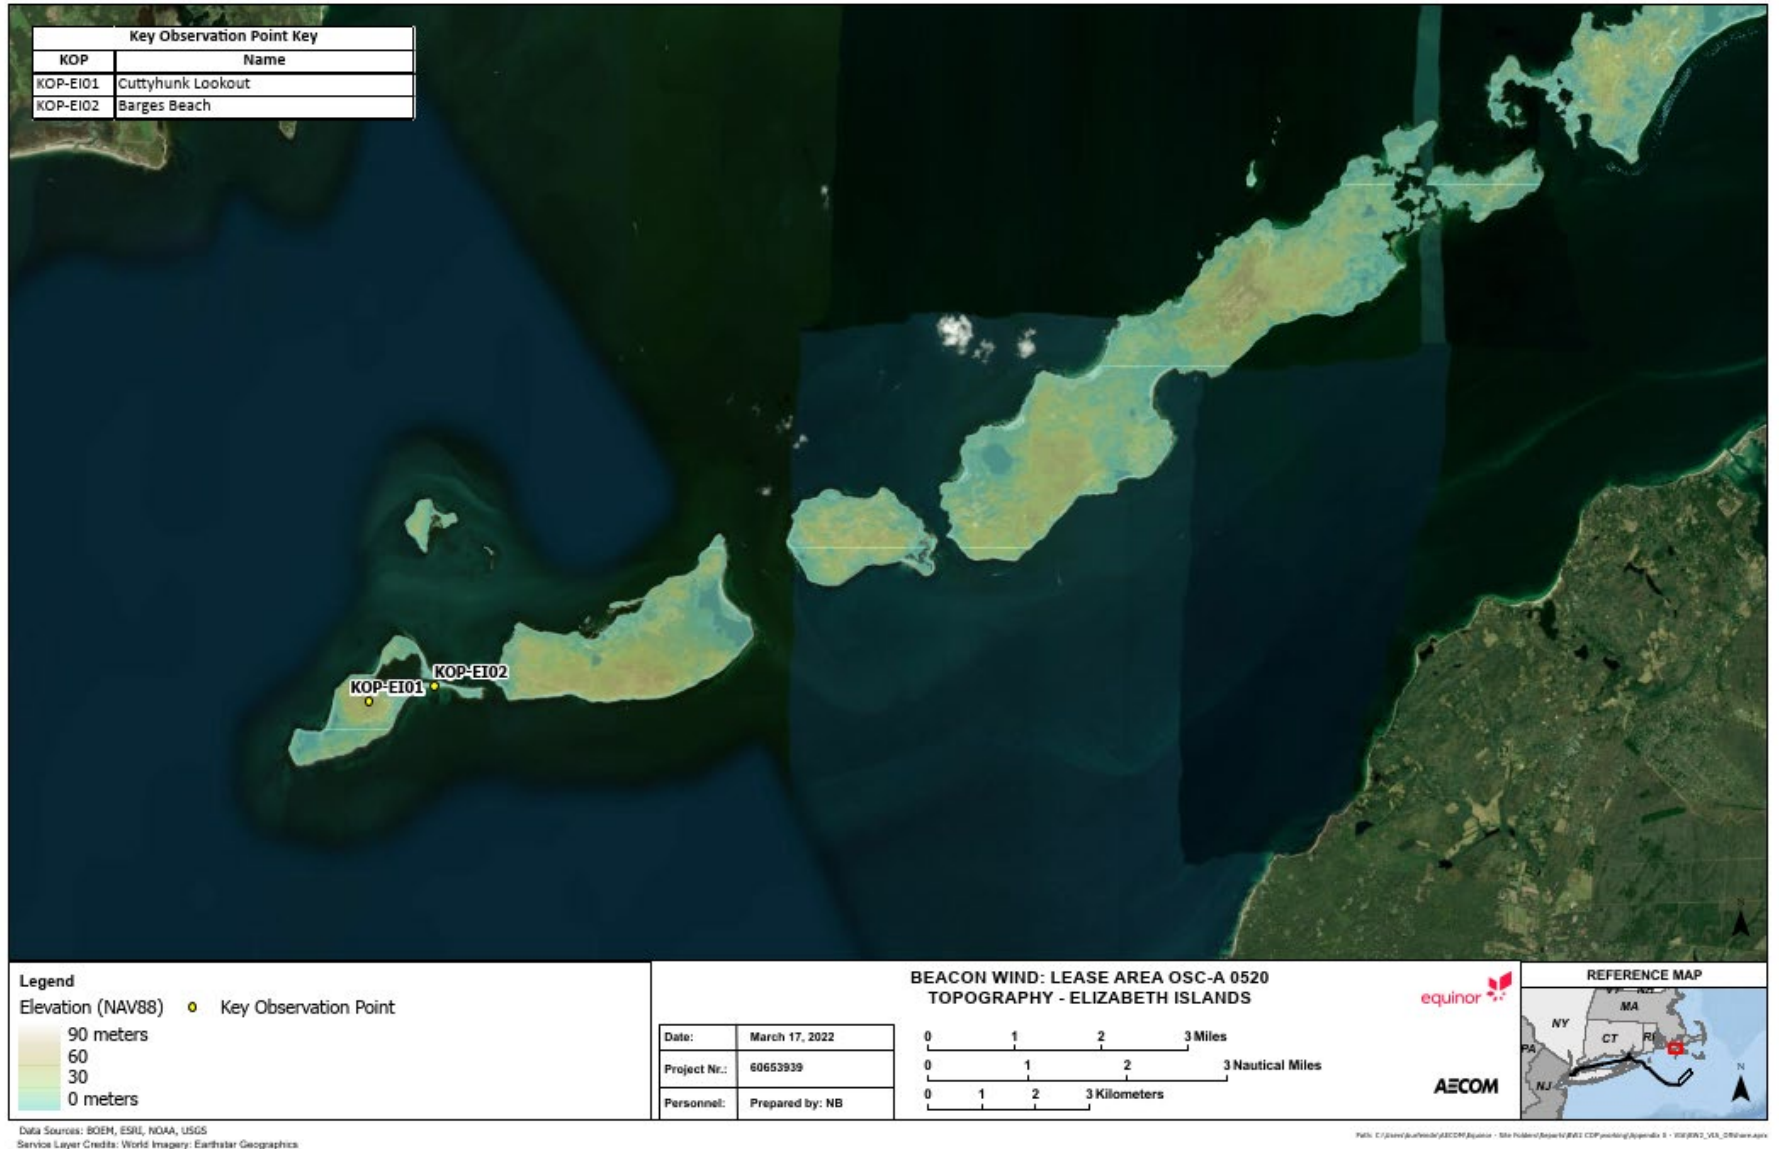 Key Observation Point Key
KOP Name
KOP-EI01 Cuttyhunk Lookout
KOP-EI02 Barges Beach
KOP-EI02
KOP-EI01
N
Legend
Elevation (NAV88) Key Observation Point
90 meters
60
30
0 meters
Date: March 17, 2022
Project Nr.: 60653939
Personnel: Prepared by: NB
BEACON WIND: LEASE AREA OSC-A 0520
TOPOGRAPHY - ELIZABETH ISLANDS
0 1 2 3 Miles
0 1 2 3 Nautical Miles
0 1 2 3 Kilometers
equinor
AECOM
REFERENCE MAP
VT NH
MA
NY
CT RI
PA
NJ
N
Data Sources: BOEM, ESRI, NOAA, USGS
Service Layer Credits: World Imagery: Earthstar Geographics